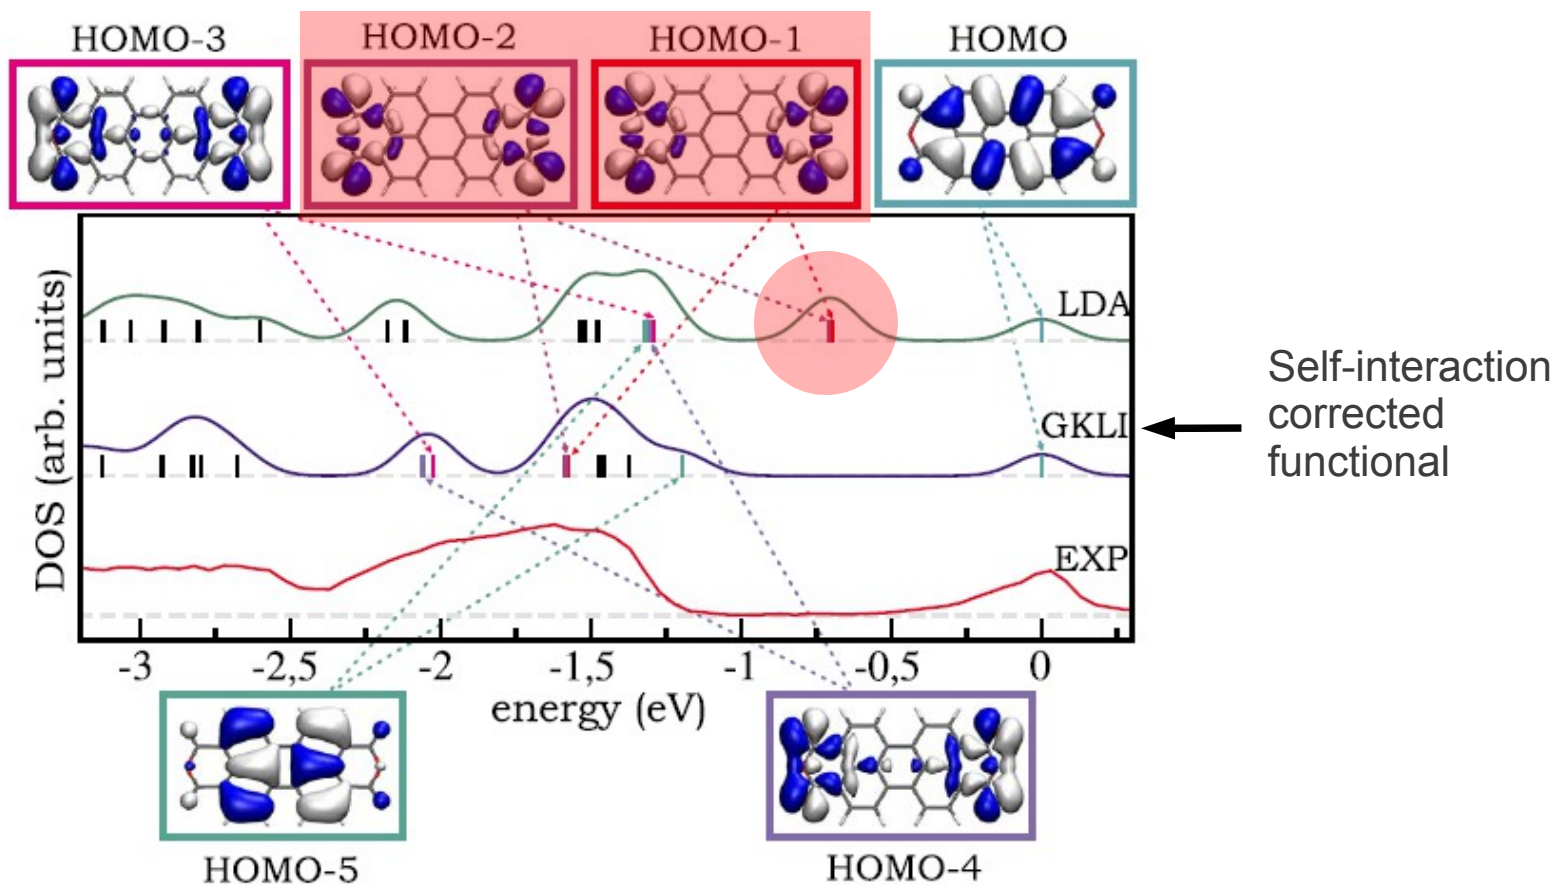 HOMO-3
HOMO-2
HOMO-1
HOMO
DOS (arb. units)
LDA
GKLI
EXP
Self-interaction
corrected
functional
-3
-2,5
-2
-1,5
-1
-0,5
0
energy (eV)
HOMO-5
HOMO-4